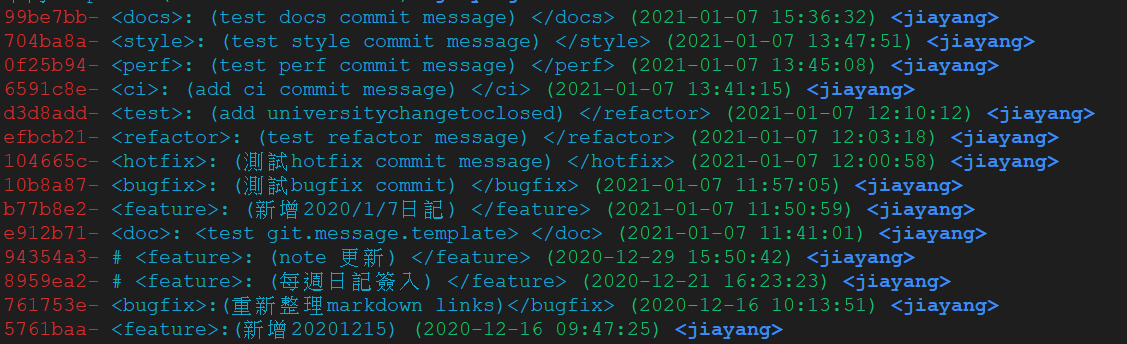 99be7bb- <docs>: (test docs commit message) </docs> (2021-01-07 15:36:32) <jiayang>
704ba8a- <style>: (test style commit message) </style> (2021-01-07 13:47:51) <jiayang>
0f25b94- <perf>: (test perf commit message) </perf> (2021-01-07 13:45:08) <jiayang>
6591c8e- <ci>: (add ci commit message) </ci> (2021-01-07 13:41:15) <jiayang>
d3d8add- <test>: (add universitychangetoclosed) </refactor> (2021-01-07 12:10:12) <jiayang>
efbcb21- <refactor>: (test refactor message) </refactor> (2021-01-07 12:03:18) <jiayang>
104665c- <hotfix>: (測試hotfix commit message) </hotfix> (2021-01-07 12:00:58) <jiayang>
10b8a87- <bugfix>: (測試bugfix commit) </bugfix> (2021-01-07 11:57:05) <jiayang>
b77b8e2- <feature>: (新增2020/1/7日記) </feature> (2021-01-07 11:50:59) <jiayang>
e912b71- <doc>: <test git.message.template> </doc> (2021-01-07 11:41:01) <jiayang>
94354a3- # <feature>: (note 更新) </feature> (2020-12-29 15:50:42) <jiayang>
8959ea2- # <feature>: (每週日記簽入) </feature> (2020-12-21 16:23:23) <jiayang>
761753e- <bugfix>:(重新整理markdown links)</bugfix> (2020-12-16 10:13:51) <jiayang>
5761baa- <feature>:(新增20201215) (2020-12-16 09:47:25) <jiayang>